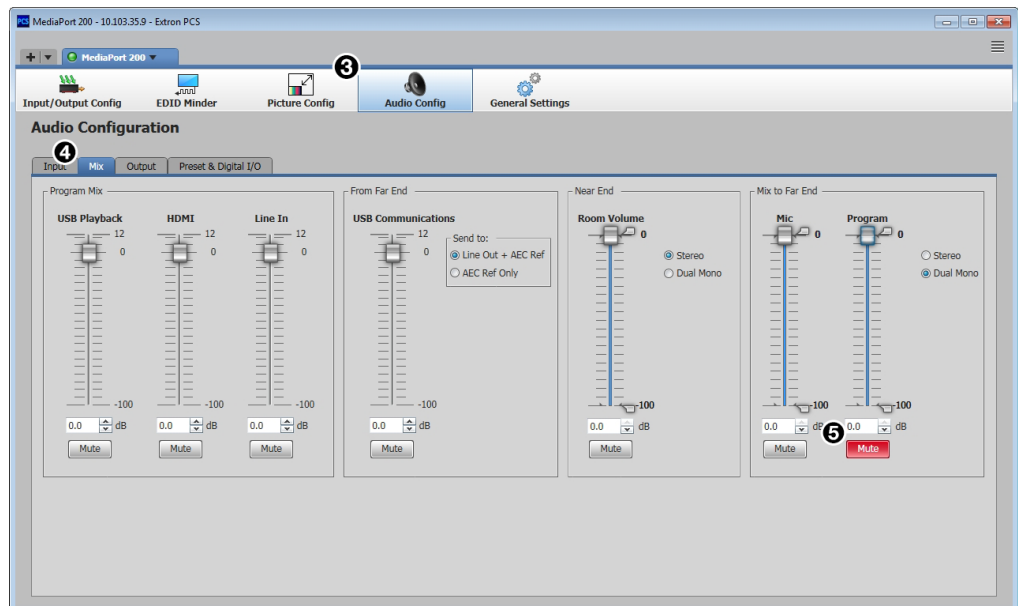 PCS MediaPort 200 - 10.103.35.9 - Extron PCS
+ MediaPort 200
3
Input/Output Config EDID Minder Picture Config Audio Config General Settings
Audio Configuration
4
Input Mix Output Preset & Digital I/O
Program Mix From Far End Near End Mix to Far End
USB Playback HDMI Line In USB Communications Room Volume Mic Program
12 12 12 12 Send to: 0 0 0
0 0 0 0 Line Out + AEC Ref Stereo Stereo
AEC Ref Only Dual Mono Dual Mono
-100 -100 -100 -100 -100 -100 -100
0.0 dB 0.0 dB 0.0 dB 0.0 dB 0.0 dB 0.0 dB 5 0.0 dB
Mute Mute Mute Mute Mute Mute Mute